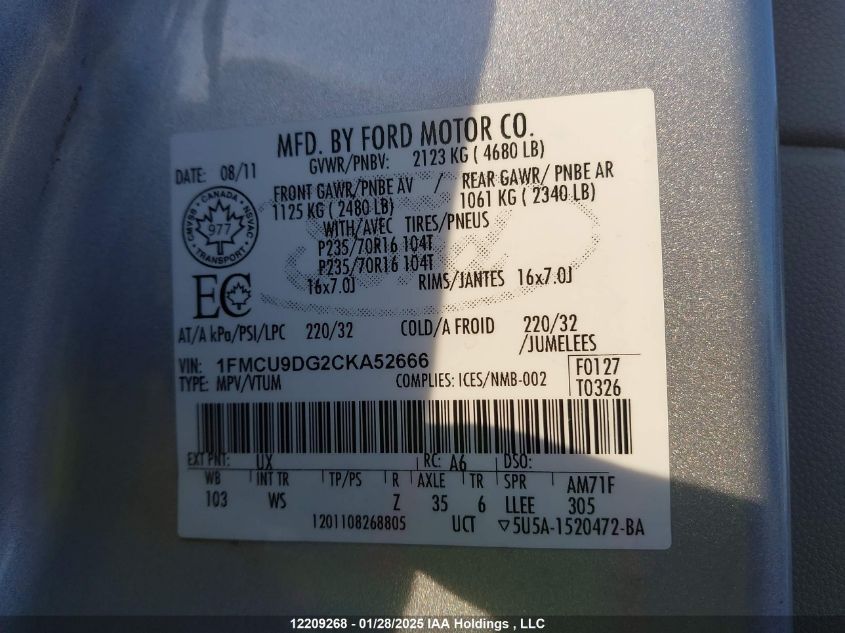 MFD. BY FORD MOTOR CO.
DATE: 08/11
GVWR/PNBV: 2123 KG ( 4680 LB)
FRONT GAWR/PNBE AV / REAR GAWR/ PNBE AR
1125 KG ( 2480 LB) 1061 KG ( 2340 LB)
WITH/AVEC TIRES/PNEUS
P235/70R16 104T
P235/70R16 104T
16x7.0J RIMS/JANTES 16x7.0J
CANADA
CMVSS NSVAC
977
TRANSPORT
EC
AT/A kPa/PSI/LPC 220/32 COLD/A FROID 220/32
/JUMELEES
VIN: 1FMCU9DG2CKA52666 F0127
TYPE: MPV/VTUM COMPLIES: ICES/NMB-002 T0326
EXT PNT: UX RC: A6 DSO:
WB INT TR TP/PS R AXLE TR SPR AM71F
103 WS Z 35 6 LLEE 305
1201108268805 UCT ▽5U5A-1520472-BA
12209268 - 01/28/2025 IAA Holdings , LLC